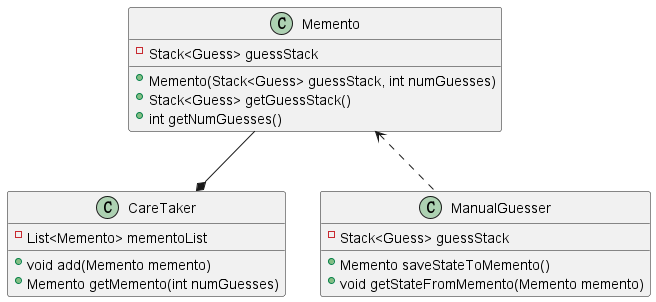 C Memento
Stack<Guess> guessStack
Memento(Stack<Guess> guessStack, int numGuesses)
Stack<Guess> getGuessStack()
int getNumGuesses()
C CareTaker
List<Memento> mementoList
void add(Memento memento)
Memento getMemento(int numGuesses)
C ManualGuesser
Stack<Guess> guessStack
Memento saveStateToMemento()
void getStateFromMemento(Memento memento)